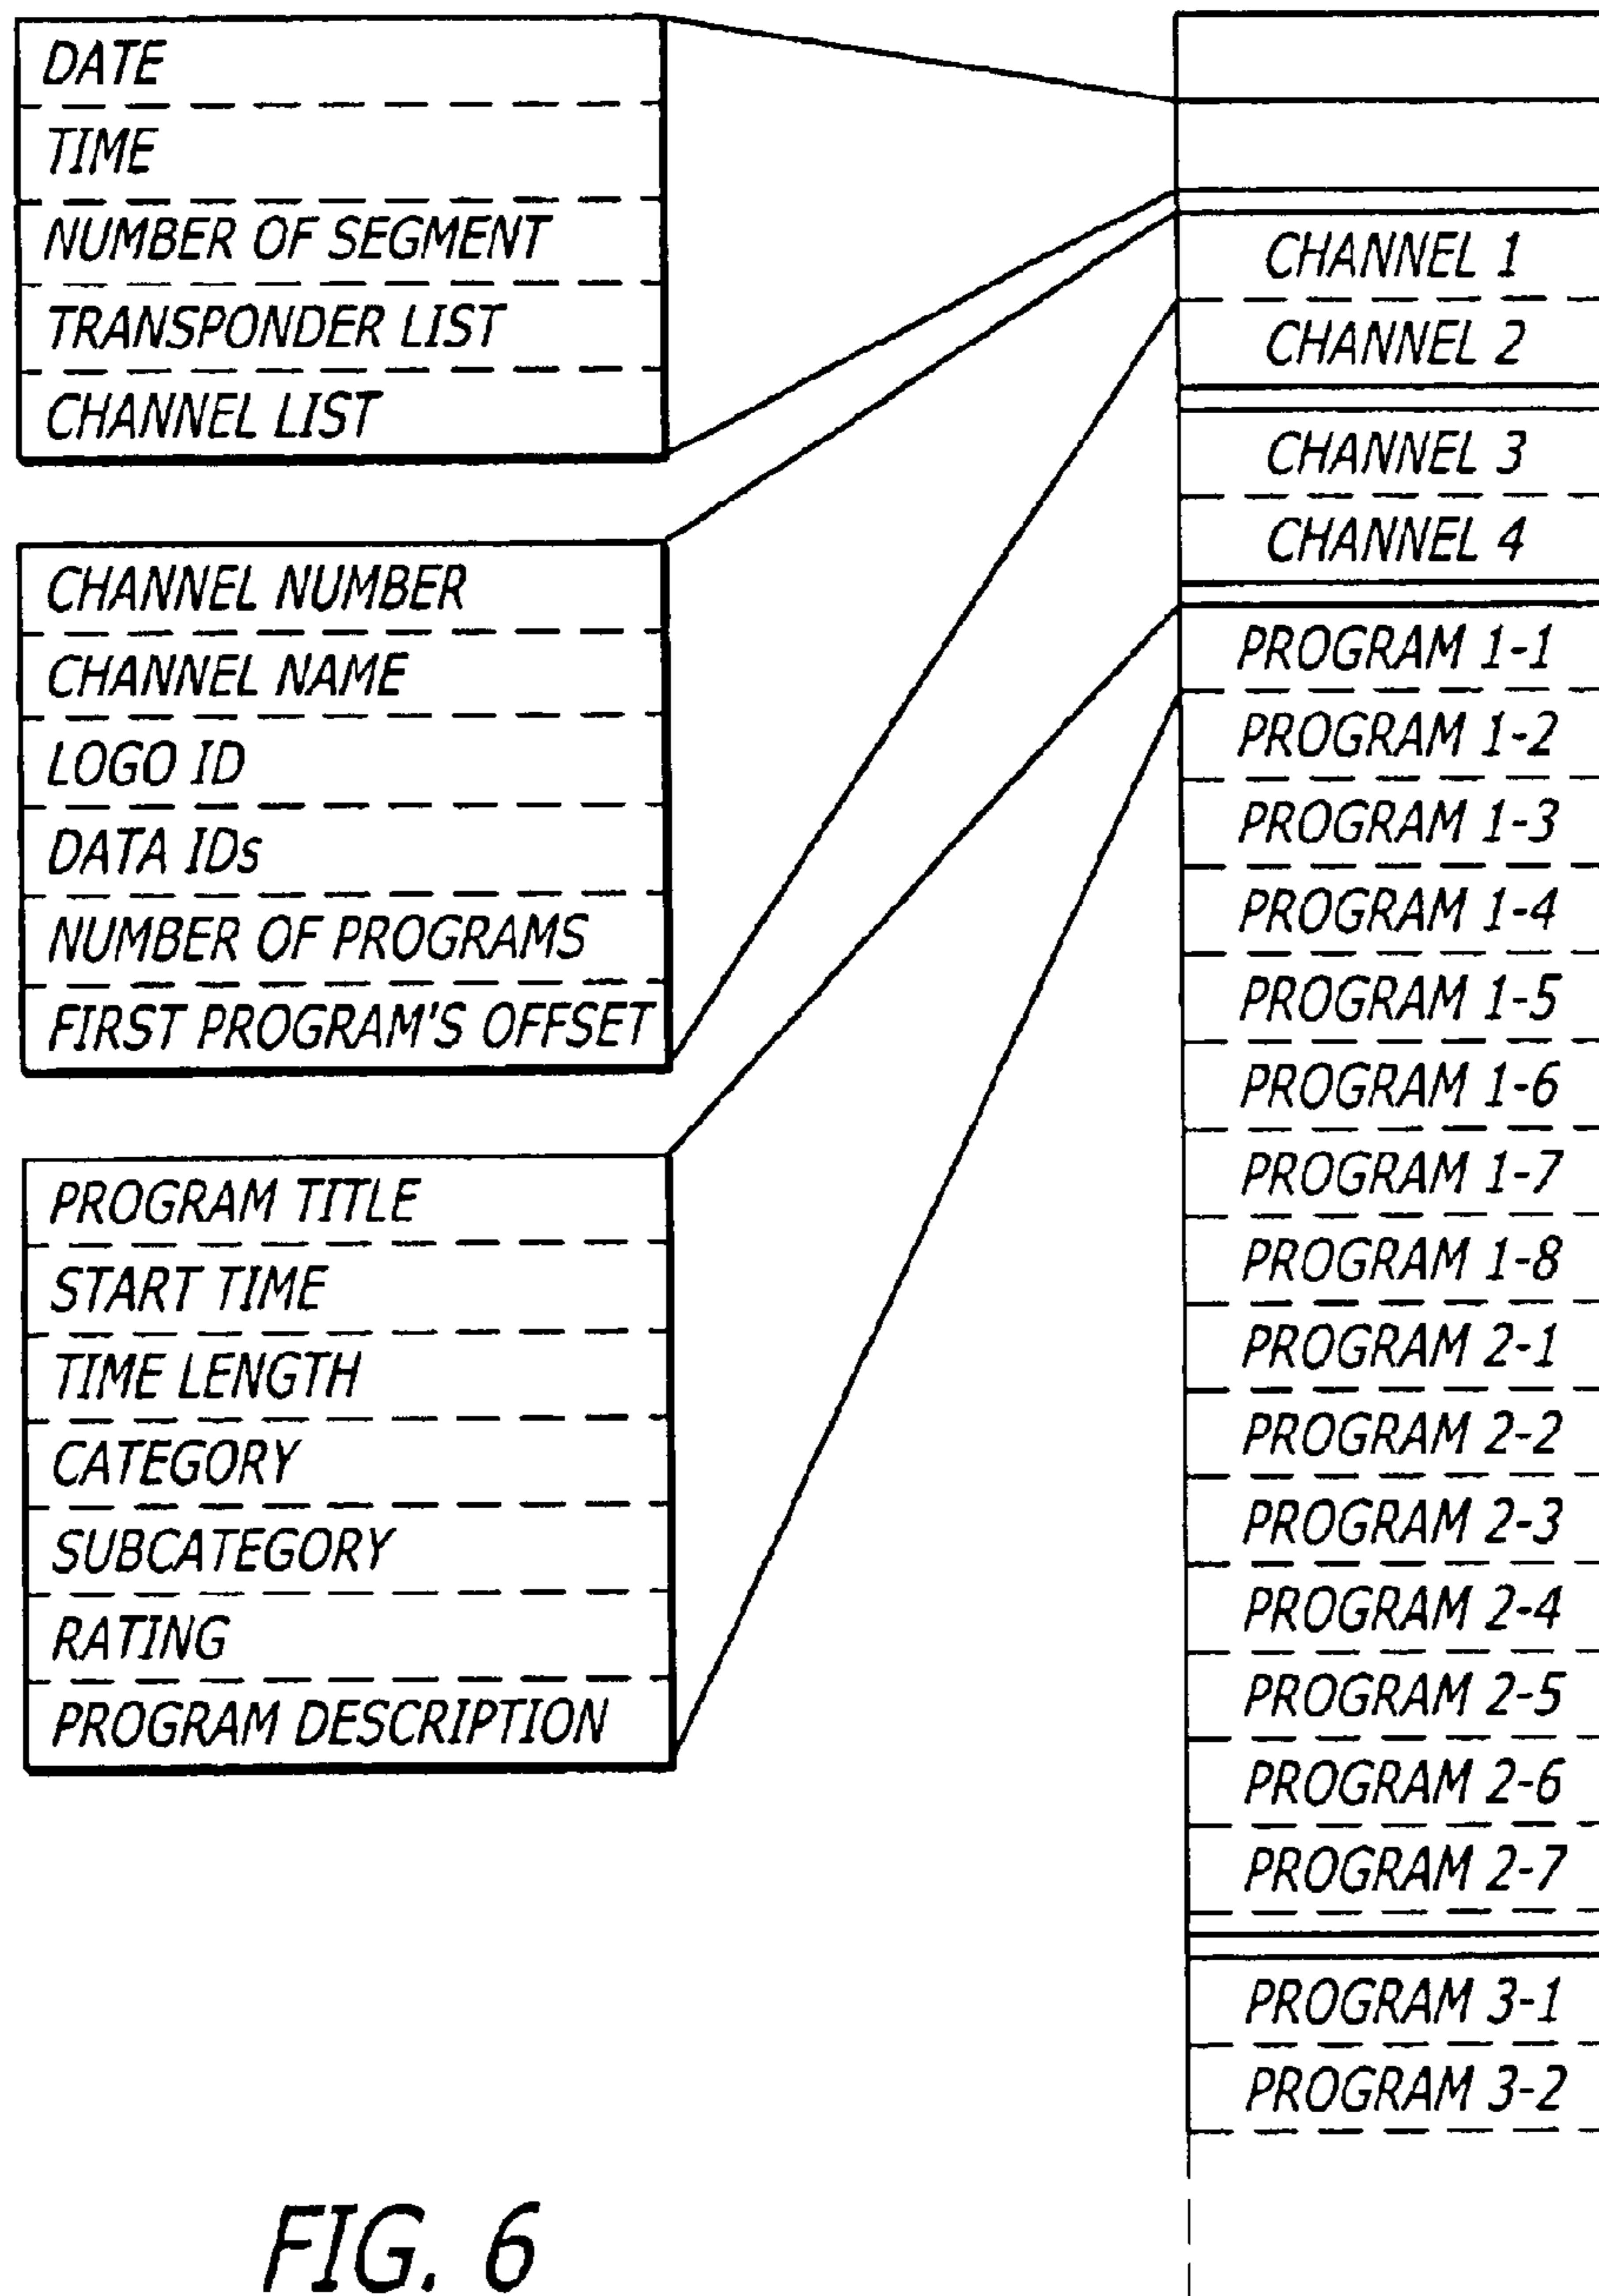 DATE
TIME
NUMBER OF SEGMENT
TRANSPONDER LIST
CHANNEL LIST
CHANNEL NUMBER
CHANNEL NAME
LOGO ID
DATA IDs
NUMBER OF PROGRAMS
FIRST PROGRAM'S OFFSET
PROGRAM TITLE
START TIME
TIME LENGTH
CATEGORY
SUBCATEGORY
RATING
PROGRAM DESCRIPTION
CHANNEL 1
CHANNEL 2
CHANNEL 3
CHANNEL 4
PROGRAM 1-1
PROGRAM 1-2
PROGRAM 1-3
PROGRAM 1-4
PROGRAM 1-5
PROGRAM 1-6
PROGRAM 1-7
PROGRAM 1-8
PROGRAM 2-1
PROGRAM 2-2
PROGRAM 2-3
PROGRAM 2-4
PROGRAM 2-5
PROGRAM 2-6
PROGRAM 2-7
PROGRAM 3-1
PROGRAM 3-2
FIG. 6